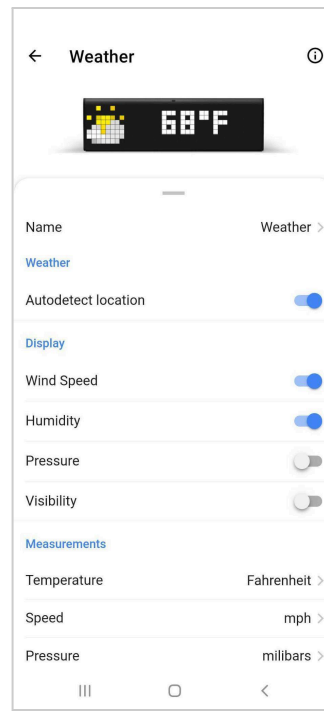 Weather
68°F
Name Weather
Weather
Autodetect location
Display
Wind Speed
Humidity
Pressure
Visibility
Measurements
Temperature Fahrenheit
Speed mph
Pressure milibars